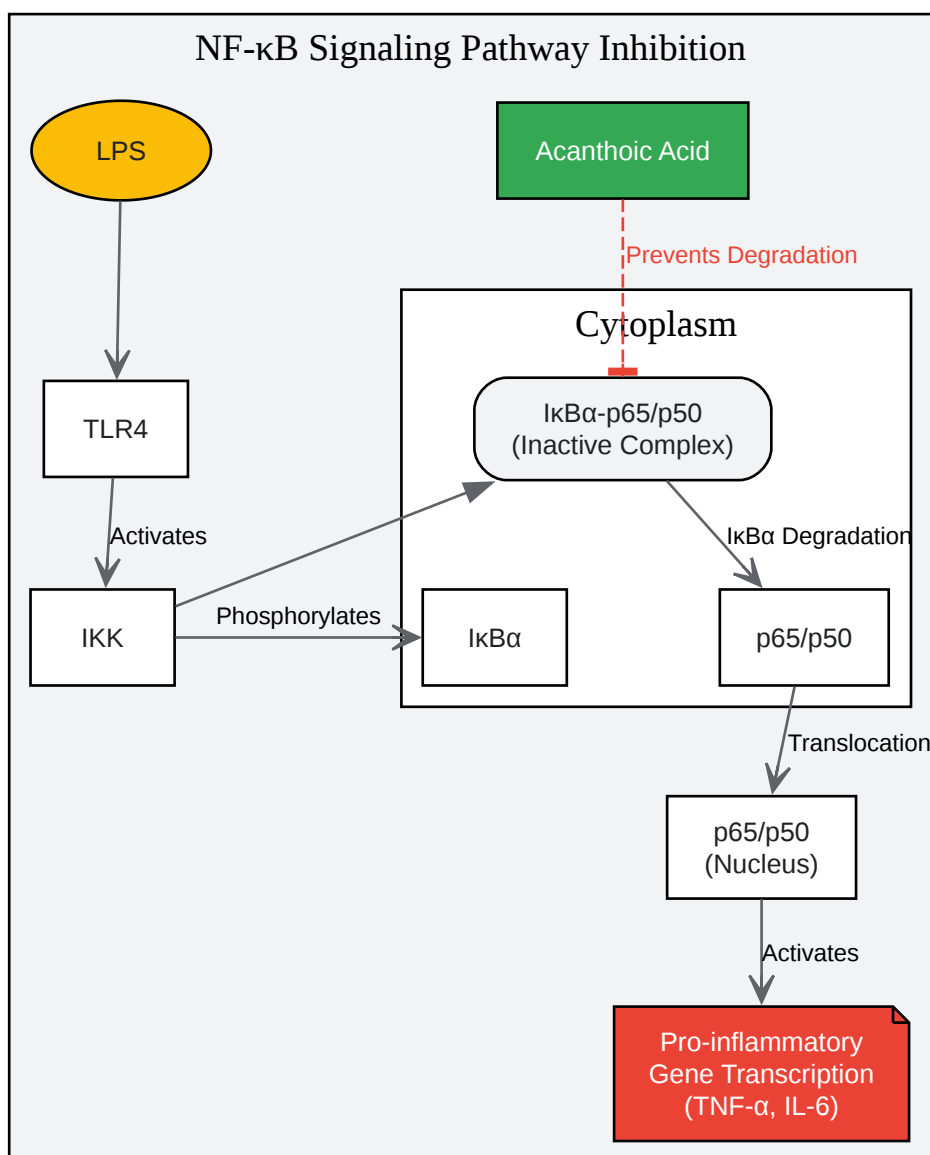 NF-κB Signaling Pathway Inhibition
LPS
Acanthoic Acid
Prevents Degradation
Cytoplasm
TLR4
IκBα-p65/p50
(Inactive Complex)
Activates
IκBα Degradation
IKK
Phosphorylates
IκBα
p65/p50
Translocation
p65/p50
(Nucleus)
Activates
Pro-inflammatory
Gene Transcription
(TNF-α, IL-6)